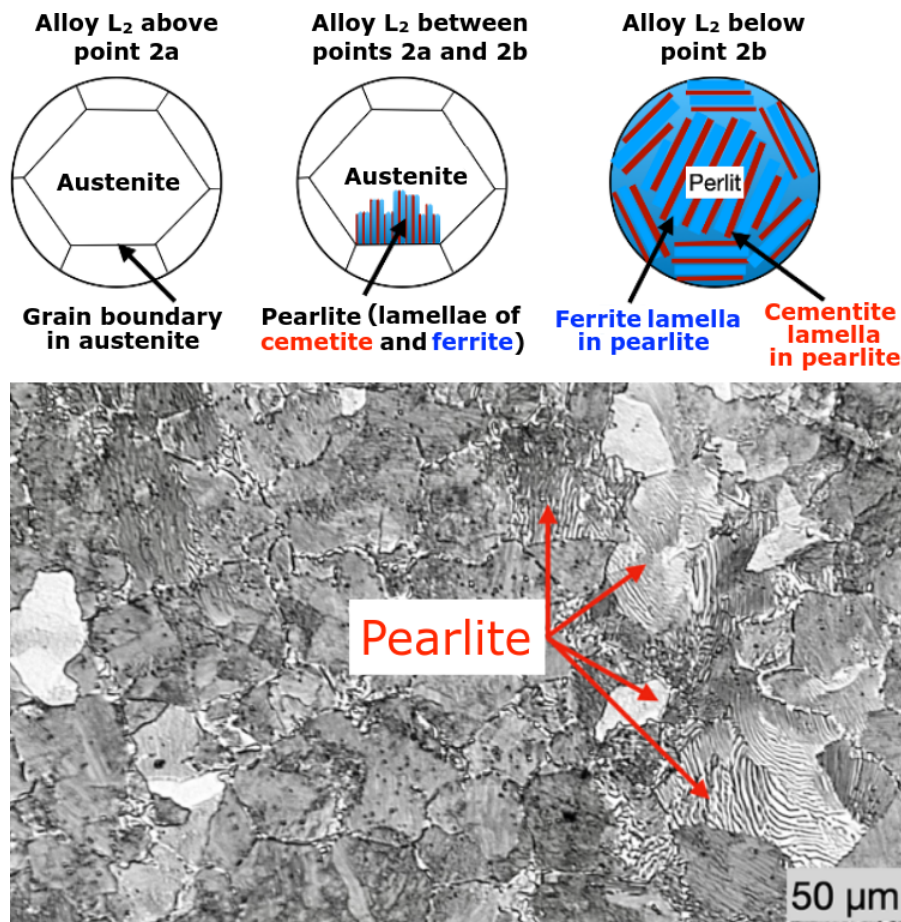 Alloy L₂ above
point 2a
Alloy L₂ between
points 2a and 2b
Alloy L₂ below
point 2b
Austenite
Austenite
Perlit
Grain boundary
in austenite
Pearlite (lamellae of
cemetite and ferrite)
Ferrite lamella
in pearlite
Cementite
lamella
in pearlite
Pearlite
50 µm